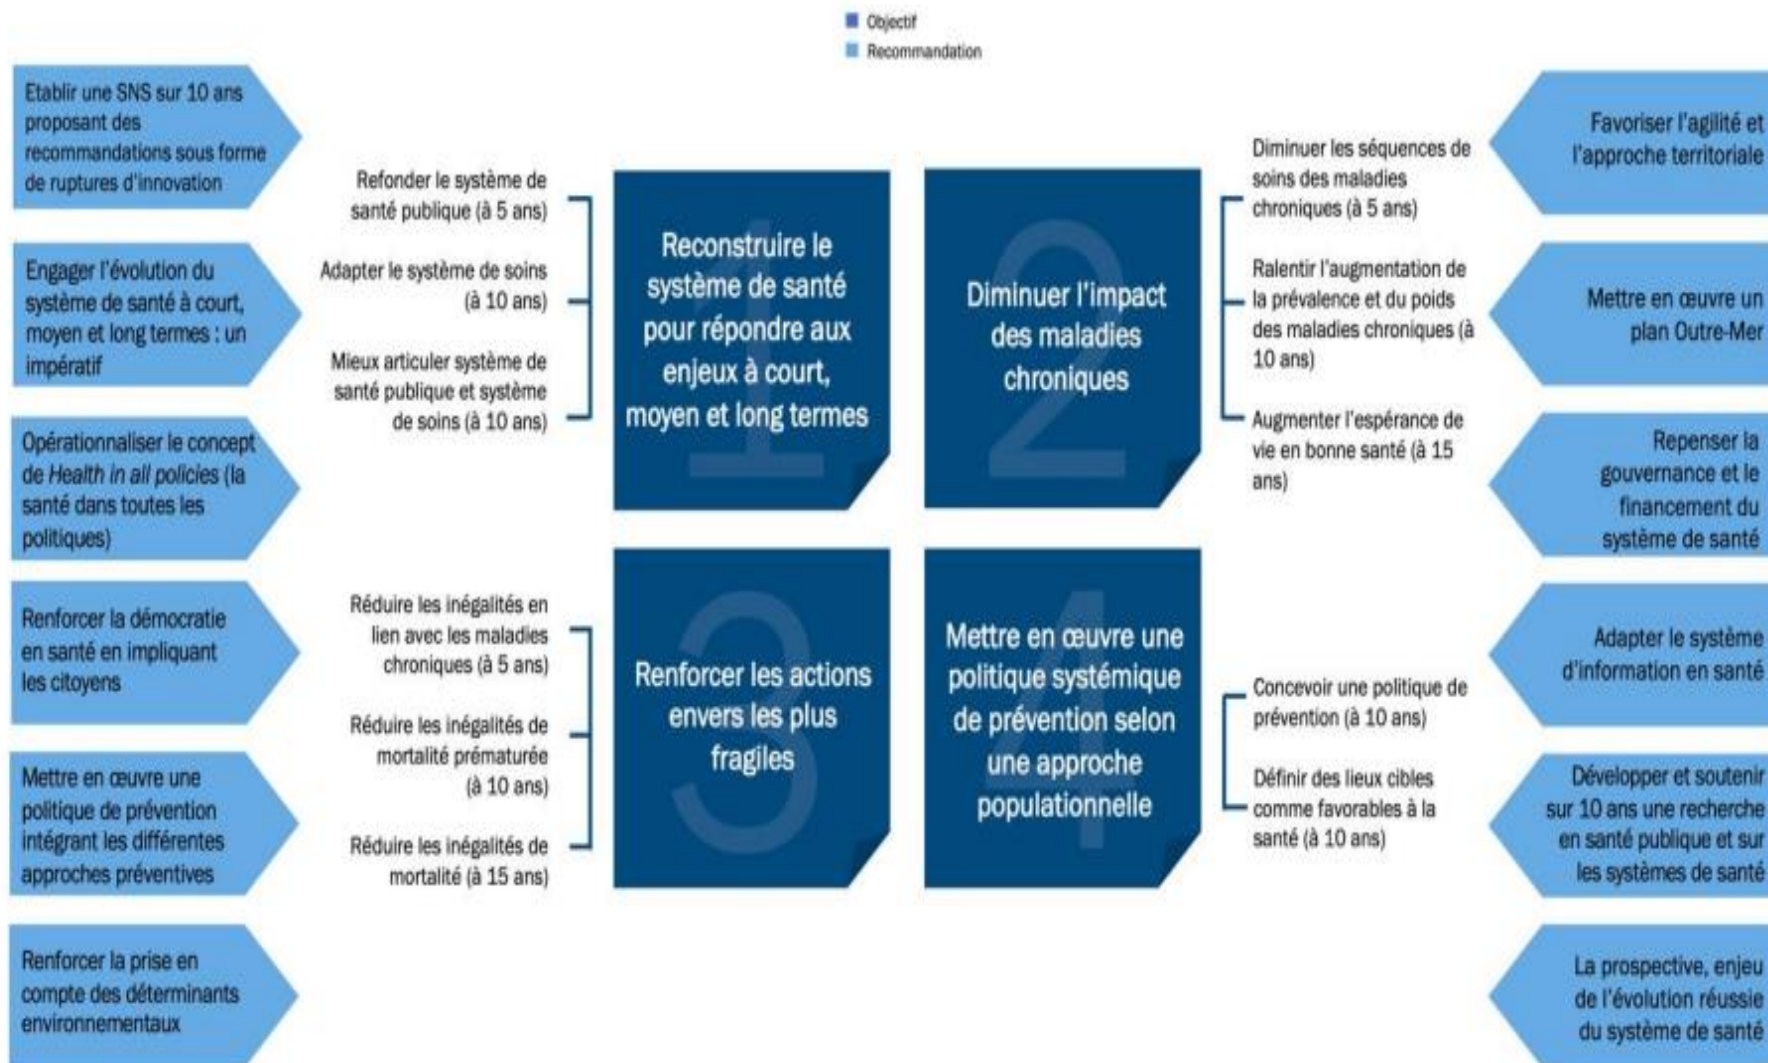 Objectif
Recommandation
Etablir une SNS sur 10 ans
proposant des
recommandations sous forme
de ruptures d'innovation
Engager l'évolution du
système de santé à court,
moyen et long termes : un
impératif
Opérationnaliser le concept
de Health in all policies (la
santé dans toutes les
politiques)
Renforcer la démocratie
en santé en impliquant
les citoyens
Mettre en œuvre une
politique de prévention
intégrant les différentes
approches préventives
Renforcer la prise en
compte des déterminants
environnementaux
Refonder le système de
santé publique (à 5 ans)
Adapter le système de soins
(à 10 ans)
Mieux articuler système de
santé publique et système
de soins (à 10 ans)
1
Reconstruire le
système de santé
pour répondre aux
enjeux à court,
moyen et long termes
2
Diminuer l'impact
des maladies
chroniques
Diminuer les séquences de
soins des maladies
chroniques (à 5 ans)
Ralentir l'augmentation de
la prévalence et du poids
des maladies chroniques (à
10 ans)
Augmenter l'espérance de
vie en bonne santé (à 15
ans)
Réduire les inégalités en
lien avec les maladies
chroniques (à 5 ans)
Réduire les inégalités de
mortalité prématurée
(à 10 ans)
Réduire les inégalités de
mortalité (à 15 ans)
3
Renforcer les actions
envers les plus
fragiles
4
Mettre en œuvre une
politique systémique
de prévention selon
une approche
populationnelle
Concevoir une politique de
prévention (à 10 ans)
Définir des lieux cibles
comme favorables à la
santé (à 10 ans)
Favoriser l'agilité et
l'approche territoriale
Mettre en œuvre un
plan Outre-Mer
Repenser la
gouvernance et le
financement du
système de santé
Adapter le système
d'information en santé
Développer et soutenir
sur 10 ans une recherche
en santé publique et sur
les systèmes de santé
La prospective, enjeu
de l'évolution réussie
du système de santé